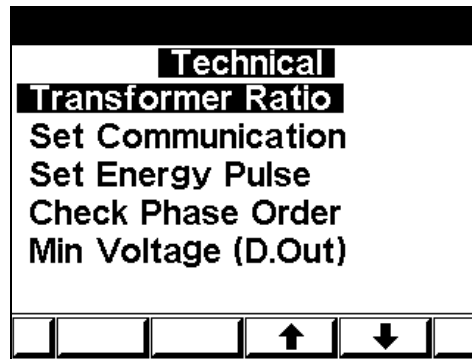 Technical
Transformer Ratio
Set Communication
Set Energy Pulse
Check Phase Order
Min Voltage (D.Out)